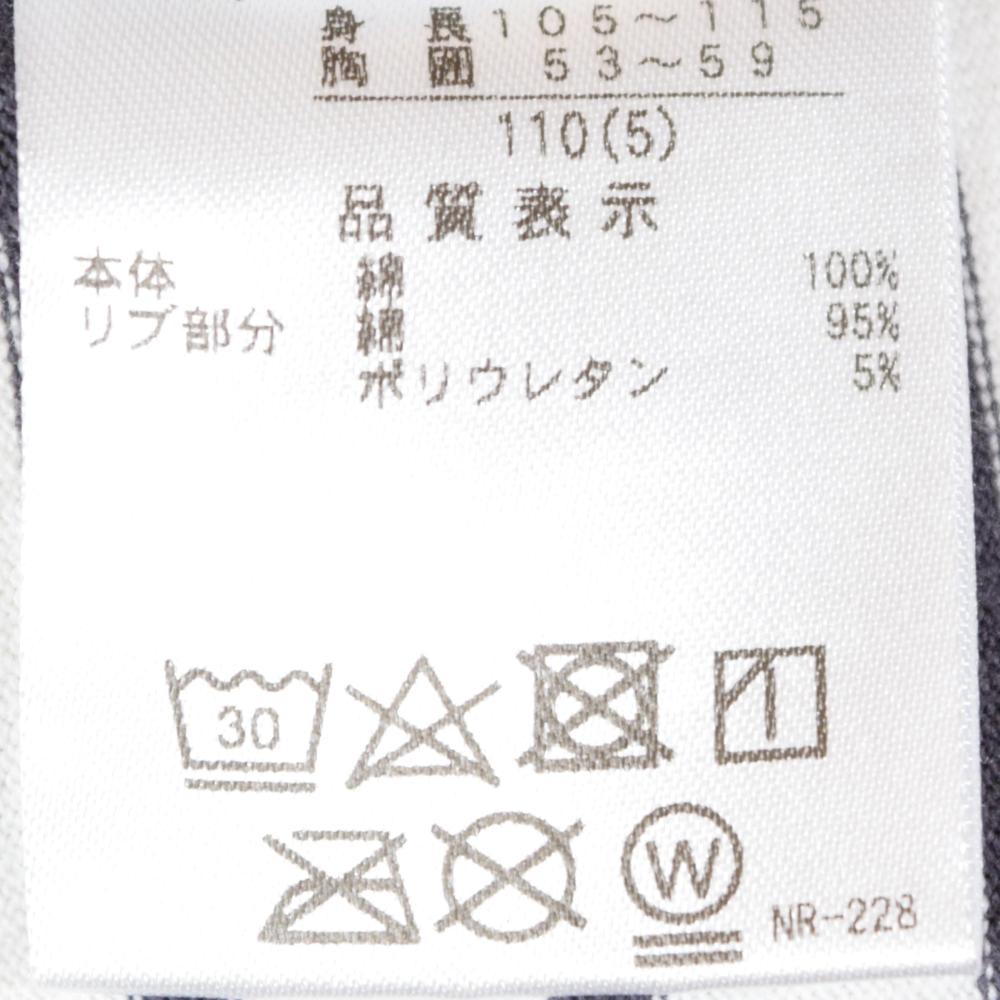 身長105~115
胸囲 53~59
110(5)
品質表示
本体 綿 100%
リブ部分 綿 95%
ポリウレタン 5%
30
W
NR-228